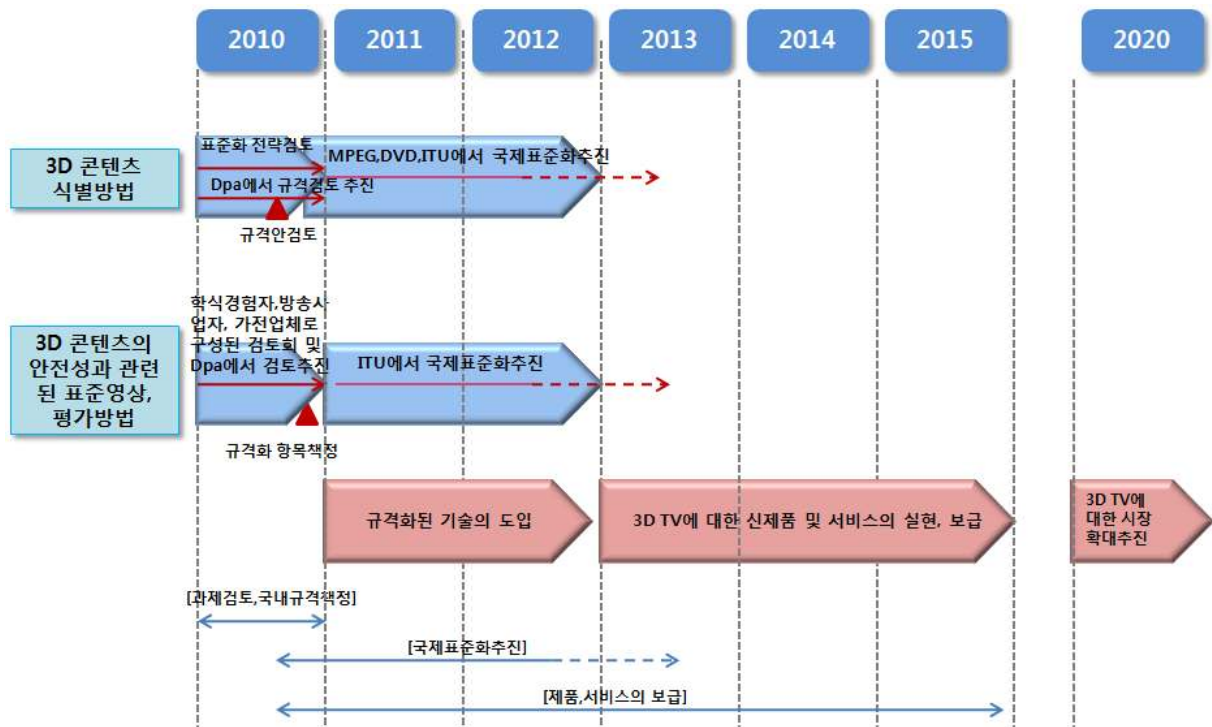 2010
2011
2012
2013
2014
2015
2020
3D 콘텐츠
식별방법
표준화 전략검토
Dpa에서 규격검토 추진
MPEG,DVD,ITU에서 국제표준화추진
규격안검토
3D 콘텐츠의
안전성과 관련
된 표준영상,
평가방법
학식경험자,방송사
업자, 가전업체로
구성된 검토회 및
Dpa에서 검토추진
ITU에서 국제표준화추진
규격화 항목책정
규격화된 기술의 도입
3D TV에 대한 신제품 및 서비스의 실현, 보급
3D TV에
대한 시장
확대추진
[과제검토,국내규격책정]
[국제표준화추진]
[제품,서비스의 보급]